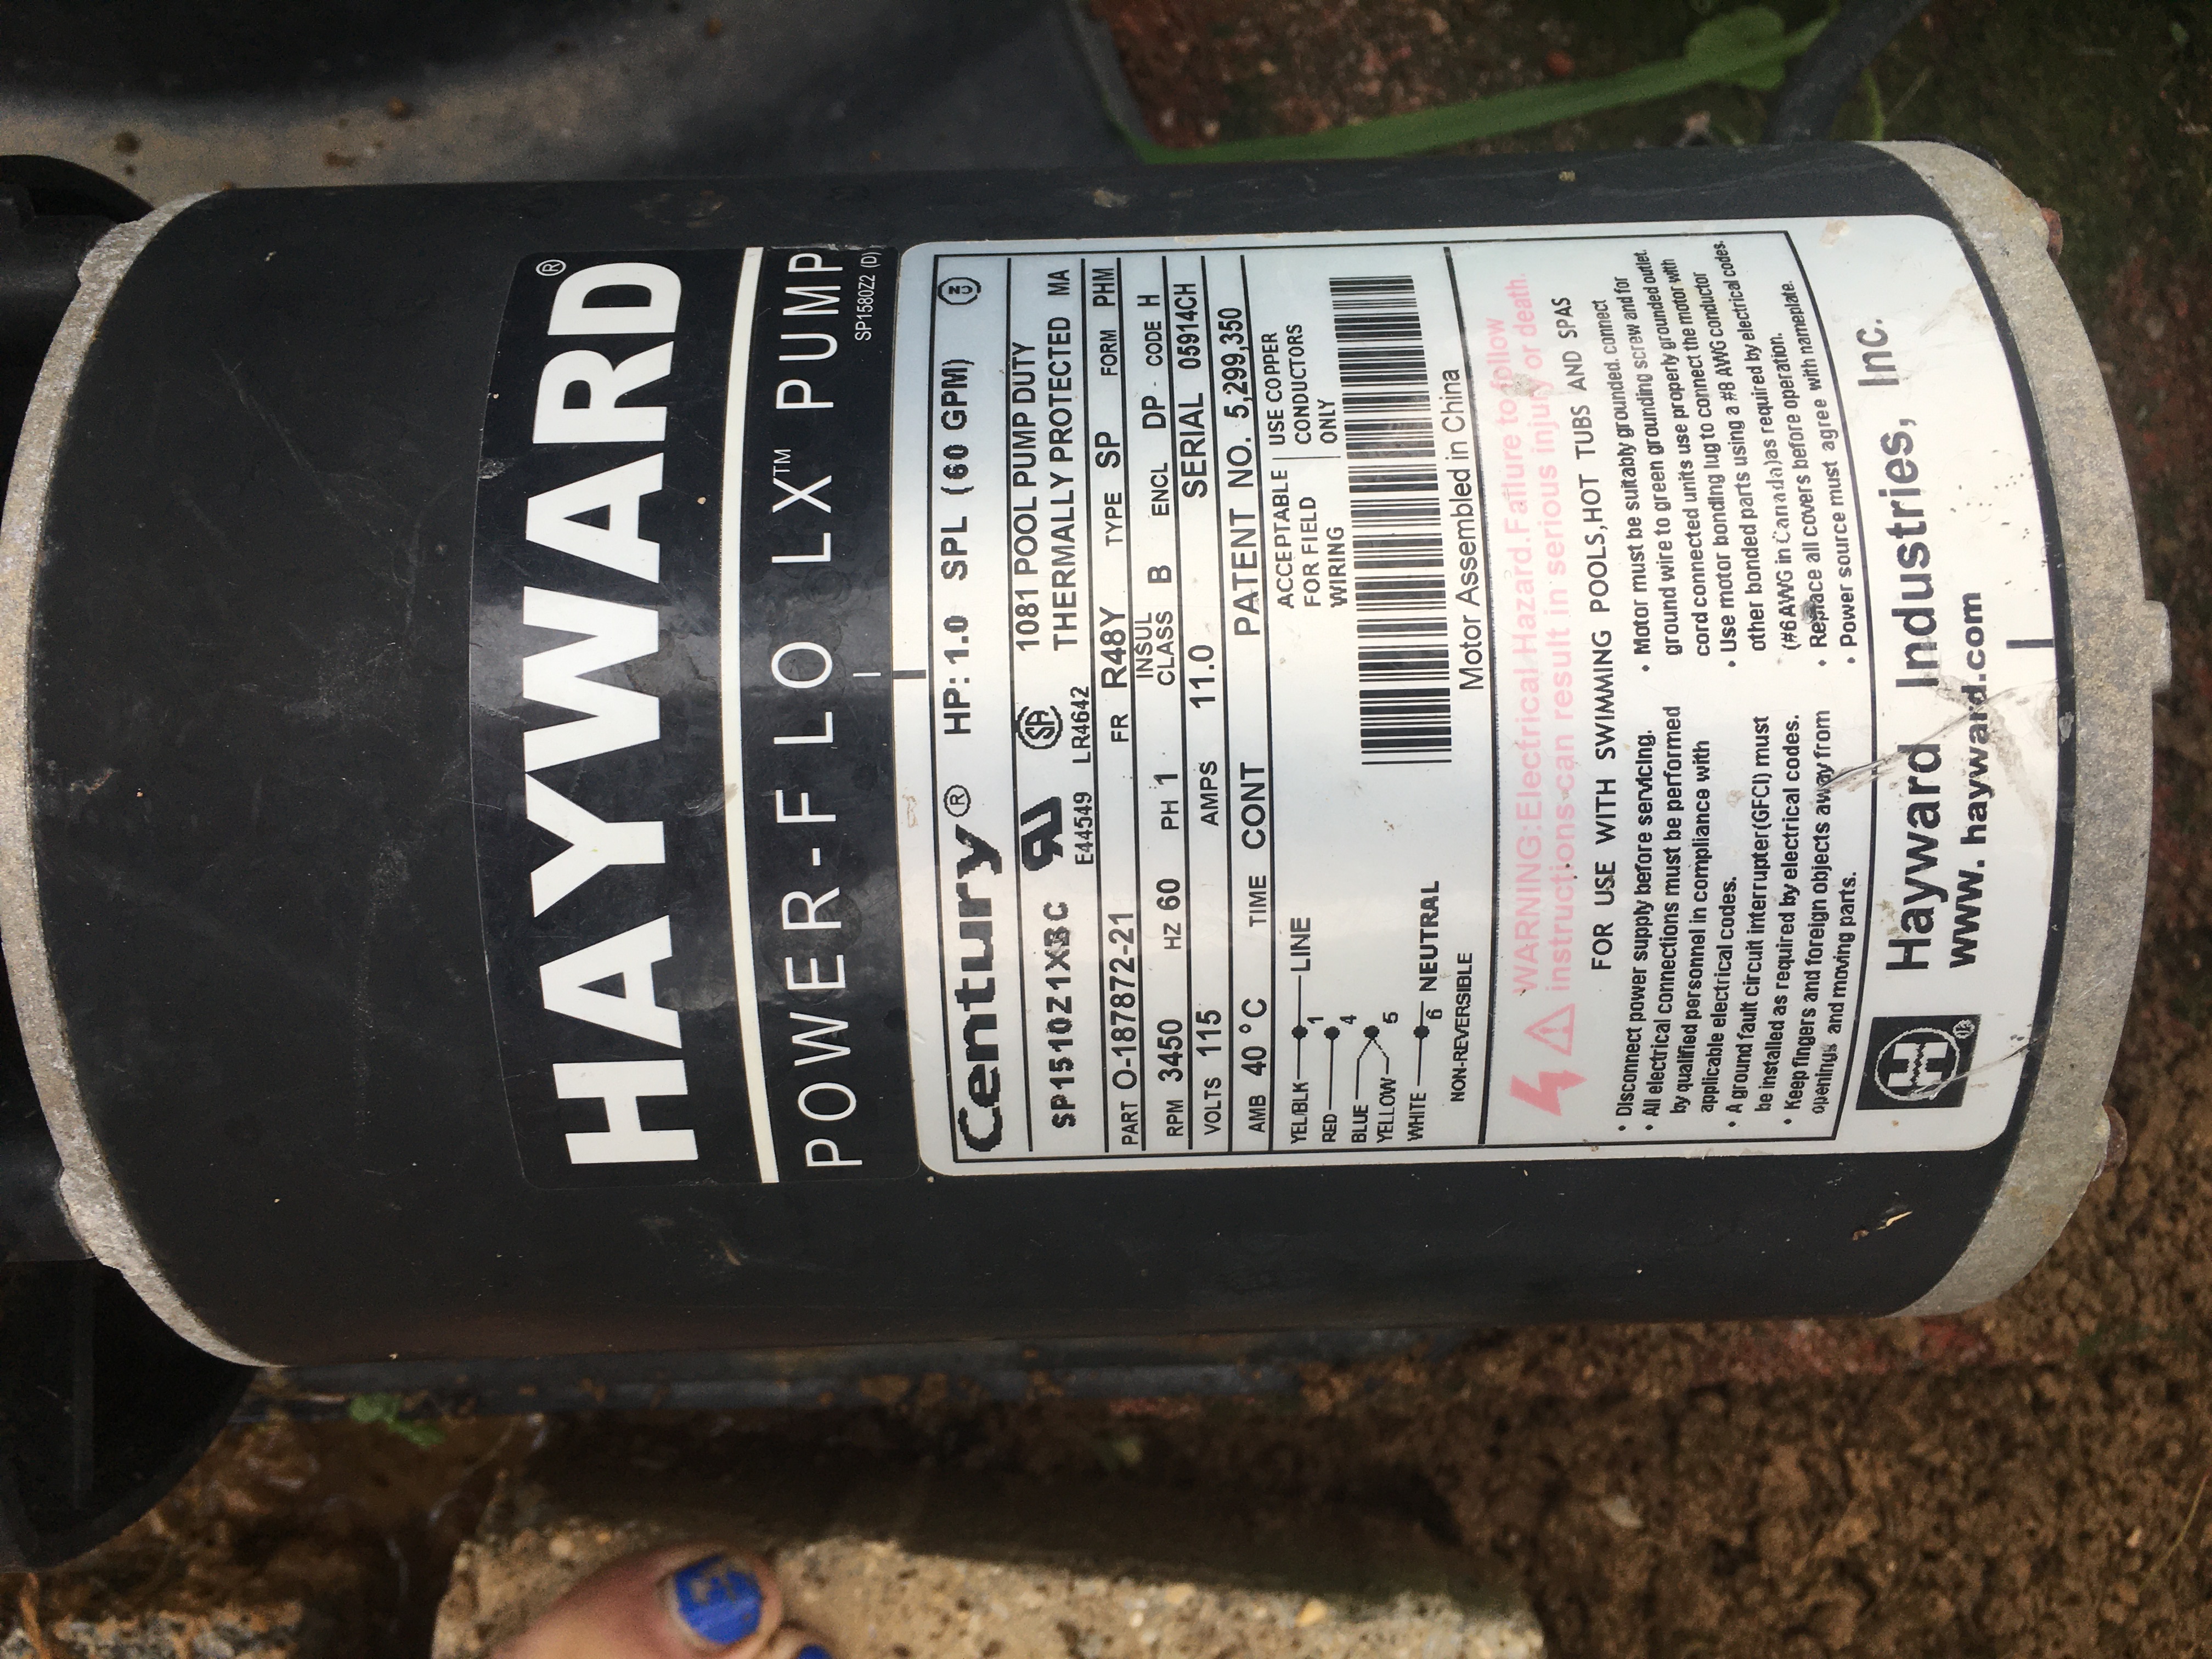 HAYWARD®
POWER-FLO LX™ PUMP
SP1580Z2 (D)
Century® HP: 1.0 SPL (60 GPM)
SP1510Z1XBC
E44549 LR4642
1081 POOL PUMP DUTY
THERMALLY PROTECTED MA
PART O-187872-21 FR R48Y TYPE SP FORM PHM
RPM 3450 HZ 60 PH 1 INSUL CLASS B ENCL DP CODE H
VOLTS 115 AMPS 11.0 SERIAL 05914CH
AMB 40°C TIME CONT PATENT NO. 5,299,350
YEL/BLK 1 LINE
RED 4
BLUE
YELLOW 5
WHITE 6 NEUTRAL
NON-REVERSIBLE
ACCEPTABLE
FOR FIELD
WIRING
USE COPPER
CONDUCTORS
ONLY
Motor Assembled in China
WARNING:Electrical Hazard.Failure to follow
instructions can result in serious injury or death.
FOR USE WITH SWIMMING POOLS,HOT TUBS AND SPAS
• Disconnect power supply before servicing.
• All electrical connections must be performed
by qualified personnel in compliance with
applicable electrical codes.
• A ground fault circuit interrupter(GFCI) must
be installed as required by electrical codes.
• Keep fingers and foreign objects away from
openings and moving parts.
• Motor must be suitably grounded. connect
ground wire to green grounding screw and for
cord connected units use properly grounded outlet.
• Use motor bonding lug to connect the motor with
other bonded parts using a #8 AWG conductor
(#6 AWG in Canada)as required by electrical codes.
• Replace all covers before operation.
• Power source must agree with nameplate.
H®
Hayward Industries, Inc.
www.hayward.com